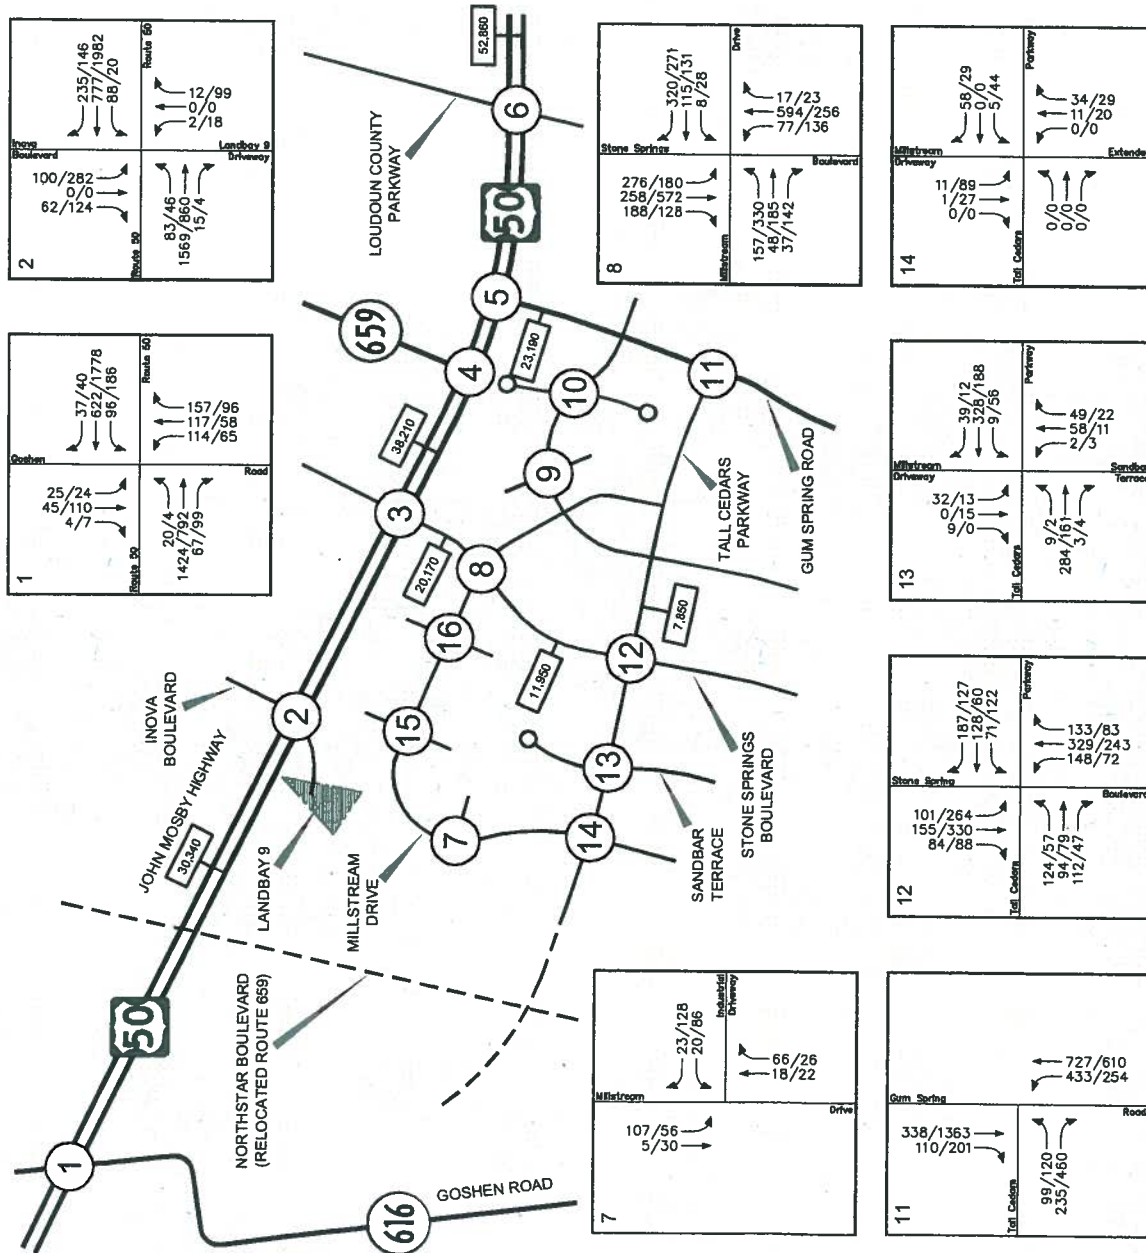 2
Inova
Boulevard
Route 50
Route 50
Landbay 9
Driveway
235/146
777/1982
88/20
12/99
0/0
2/18
100/282
0/0
62/124
83/46
1569/860
15/4
1
Goshen
Road
Route 50
Route 50
37/40
622/1778
96/186
157/96
117/58
114/65
25/24
45/110
4/7
20/4
1424/792
67/99
8
Stone Springs
Boulevard
Millstream
Drive
320/271
115/131
8/28
17/23
594/256
77/136
276/180
258/572
188/128
157/330
48/185
37/142
14
Millstream
Driveway
Tall Cedars
Parkway
Extended
58/29
0/0
5/44
34/29
11/20
0/0
11/89
1/27
0/0
0/0
0/0
0/0
13
Millstream
Driveway
Tall Cedars
Parkway
Sandbar
Terrace
39/12
328/188
9/56
49/22
58/11
2/3
32/13
0/15
9/0
9/2
284/161
3/4
12
Stone Spring
Boulevard
Tall Cedars
Parkway
187/127
128/60
71/122
133/83
329/243
148/72
101/264
155/330
84/88
124/57
94/79
112/47
7
Millstream
Drive
Industrial
Driveway
23/128
20/86
66/26
18/22
107/56
5/30
11
Gum Spring
Road
Tall Cedars
727/610
433/254
338/1363
110/201
99/120
235/460
52,860
6
LOUDOUN COUNTY
PARKWAY
50
5
659
4
23,190
10
11
38,210
9
3
TALL CEDARS
PARKWAY
GUM SPRING ROAD
20,170
8
16
7,850
INOVA
BOULEVARD
2
12
11,950
15
JOHN MOSBY HIGHWAY
30,340
LANDBAY 9
13
STONE SPRINGS
BOULEVARD
7
14
MILLSTREAM
DRIVE
SANDBAR
TERRACE
NORTHSTAR BOULEVARD
(RELOCATED ROUTE 659)
50
1
GOSHEN ROAD
616